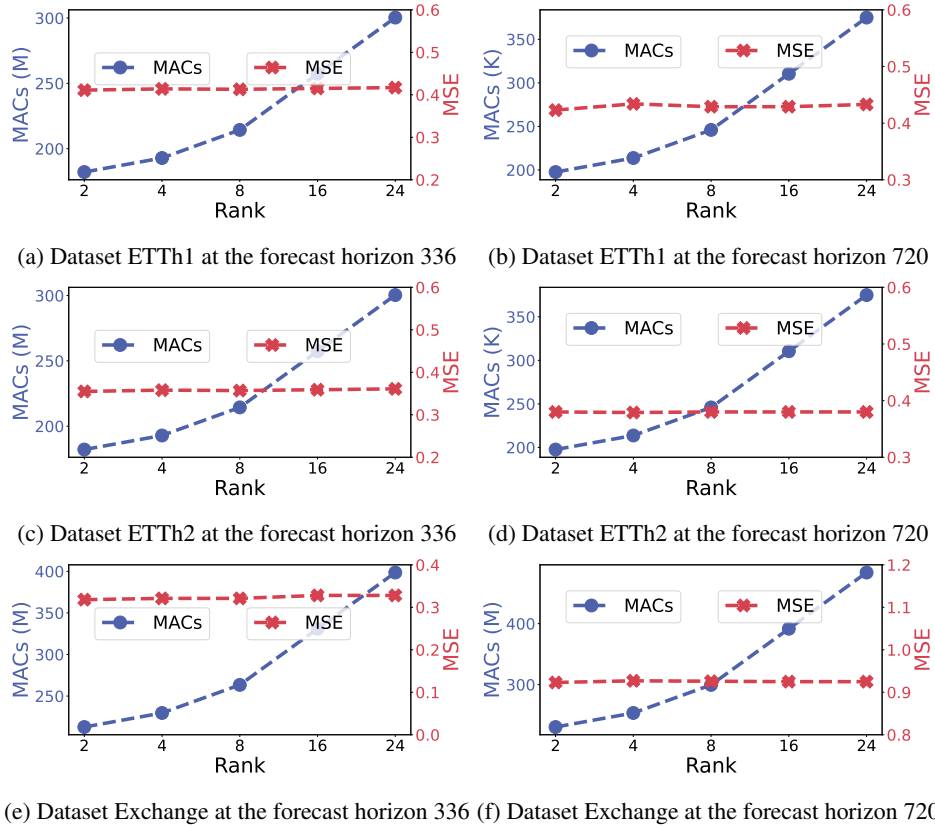 300
250
200
MACs (M)
MACs
MSE
0.6
0.5
0.4
0.3
0.2
MSE
2 4 8 16 24
Rank
350
300
250
200
MACs (K)
MACs
MSE
0.6
0.5
0.4
0.3
MSE
2 4 8 16 24
Rank
(a) Dataset ETTh1 at the forecast horizon 336
(b) Dataset ETTh1 at the forecast horizon 720
300
250
200
MACs (M)
MACs
MSE
0.6
0.5
0.4
0.3
0.2
MSE
2 4 8 16 24
Rank
350
300
250
200
MACs (K)
MACs
MSE
0.6
0.5
0.4
0.3
MSE
2 4 8 16 24
Rank
(c) Dataset ETTh2 at the forecast horizon 336
(d) Dataset ETTh2 at the forecast horizon 720
400
350
300
250
MACs (M)
MACs
MSE
0.4
0.3
0.2
0.1
0.0
MSE
2 4 8 16 24
Rank
400
300
MACs (M)
MACs
MSE
1.2
1.1
1.0
0.9
0.8
MSE
2 4 8 16 24
Rank
(e) Dataset Exchange at the forecast horizon 336
(f) Dataset Exchange at the forecast horizon 720